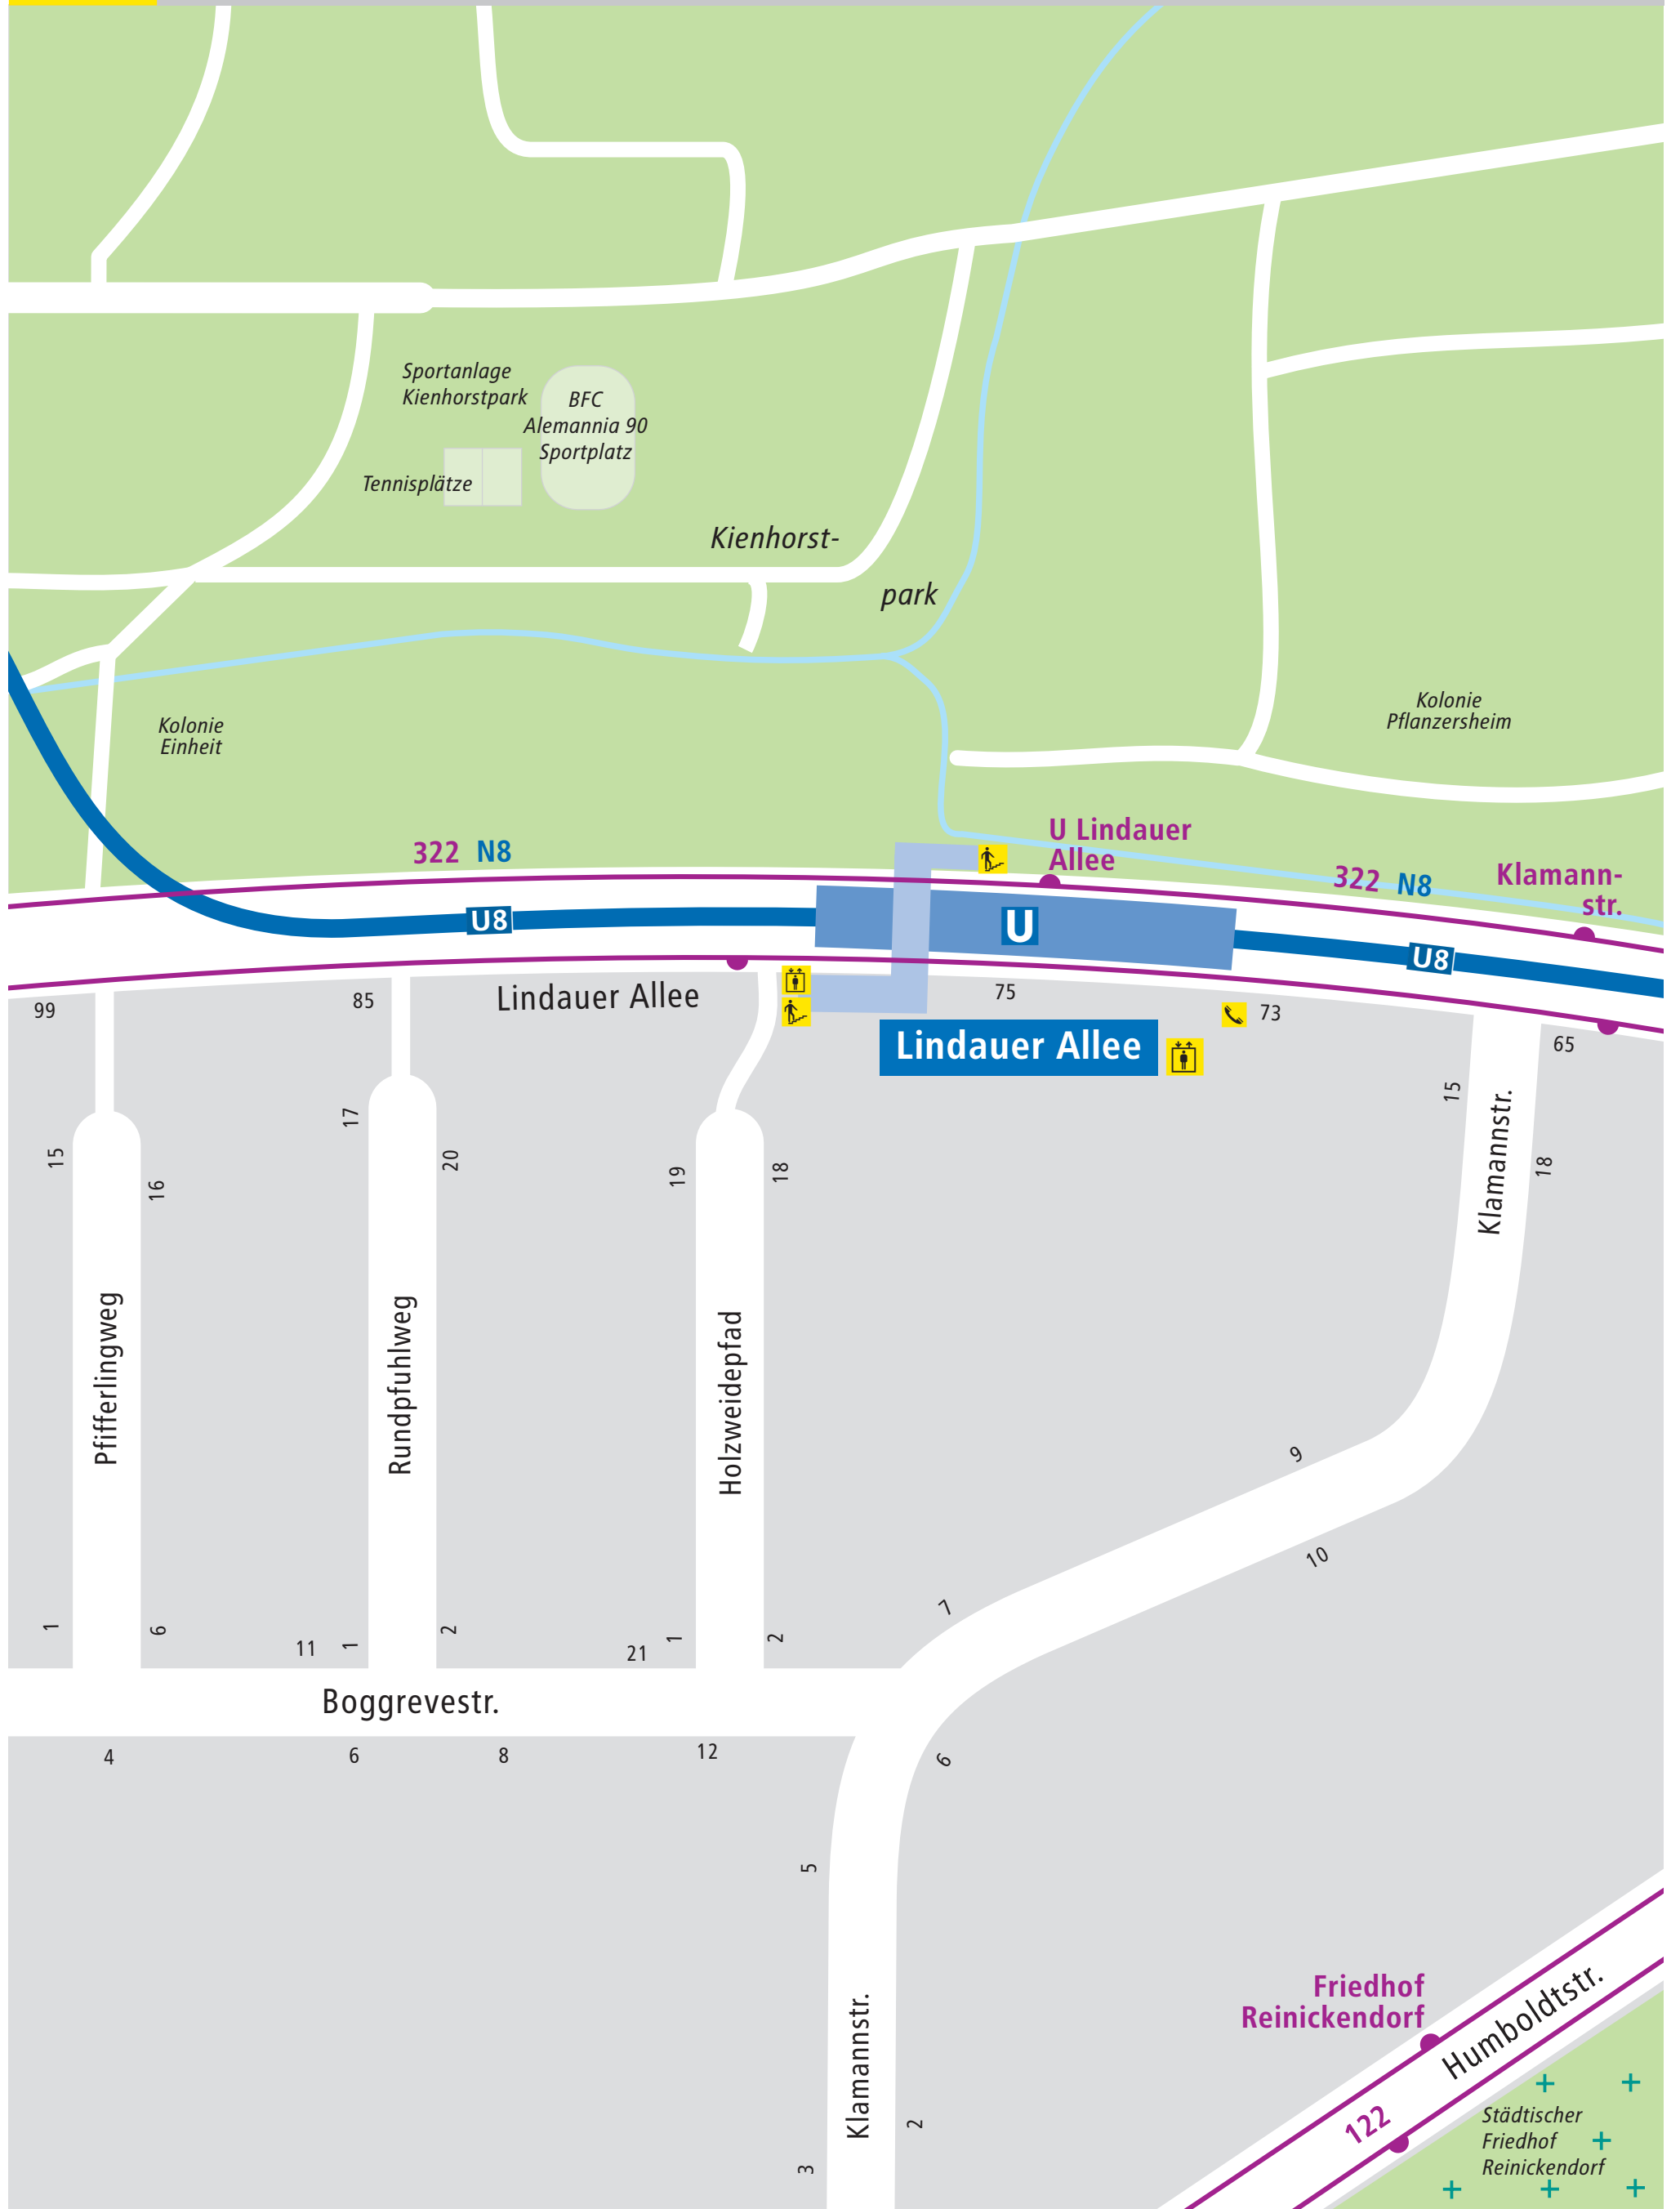 Sportanlage
Kienhorstpark
BFC
Alemannia 90
Sportplatz
Tennisplätze
Kienhorst-
park
Kolonie
Einheit
Kolonie
Pflanzersheim
322 N8
U Lindauer
Allee
322 N8
Klamann-
str.
U8
U
U8
99
85
Lindauer Allee
75
73
65
Lindauer Allee
15
16
17
20
19
18
15
18
Klamannstr.
Pfifferlingweg
Rundpfuhlweg
Holzweidepfad
9
10
7
1
6
11
1
2
21
1
2
Boggrevestr.
4
6
8
12
6
5
Klamannstr.
2
3
Friedhof
Reinickendorf
Humboldtstr.
122
Städtischer
Friedhof
Reinickendorf